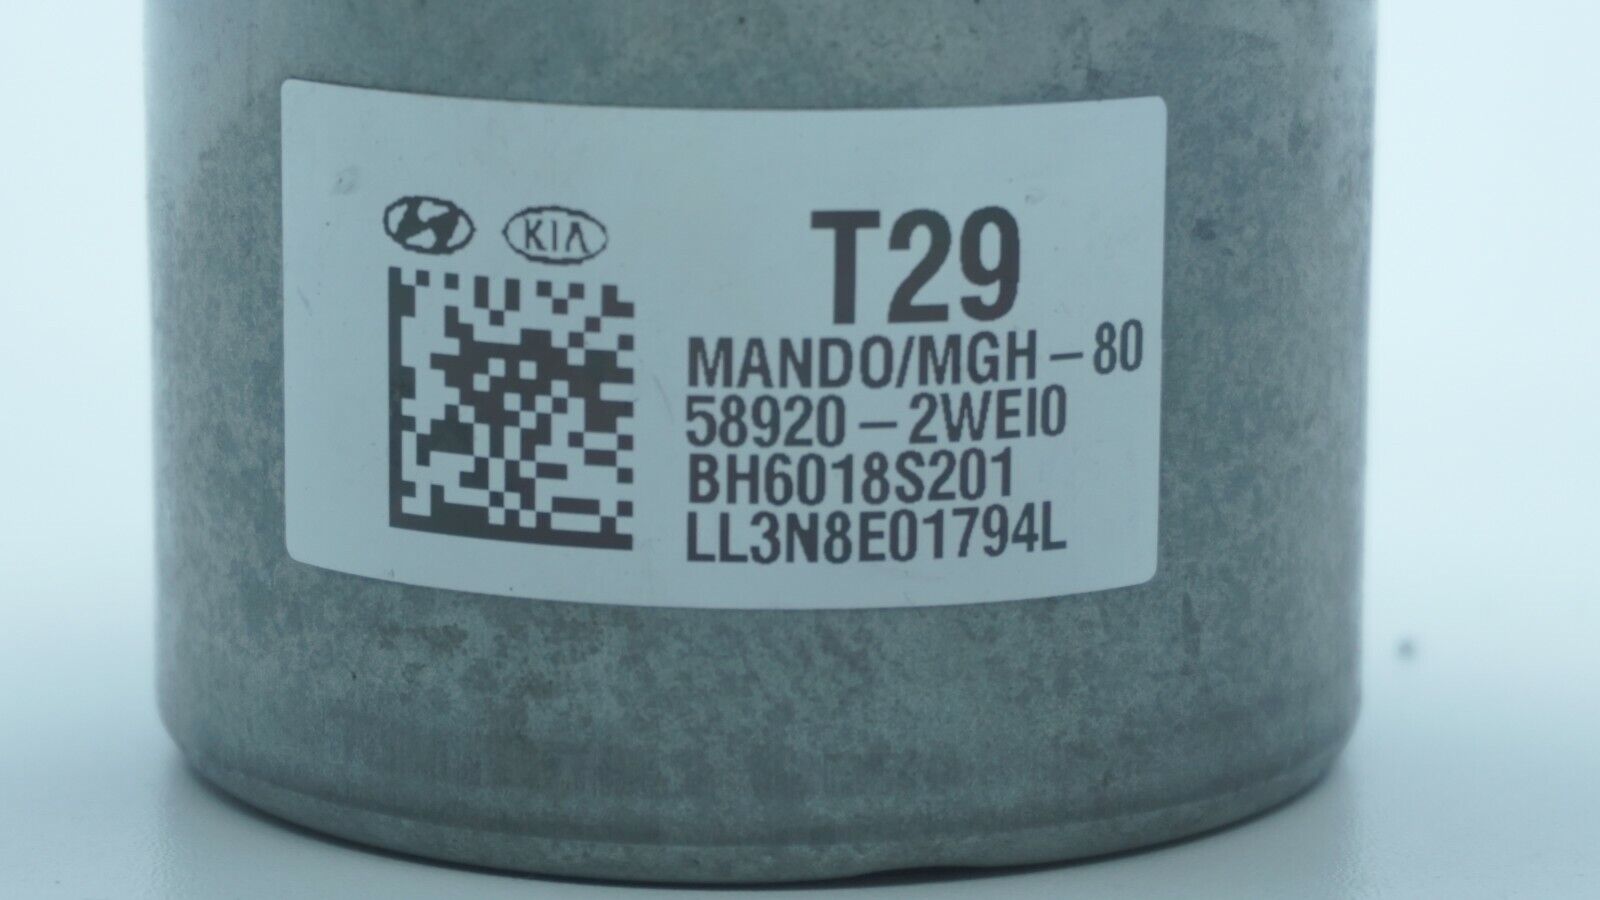 KIA
T29
MANDO/MGH-80
58920-2WEI0
BH6018S201
LL3N8E01794L